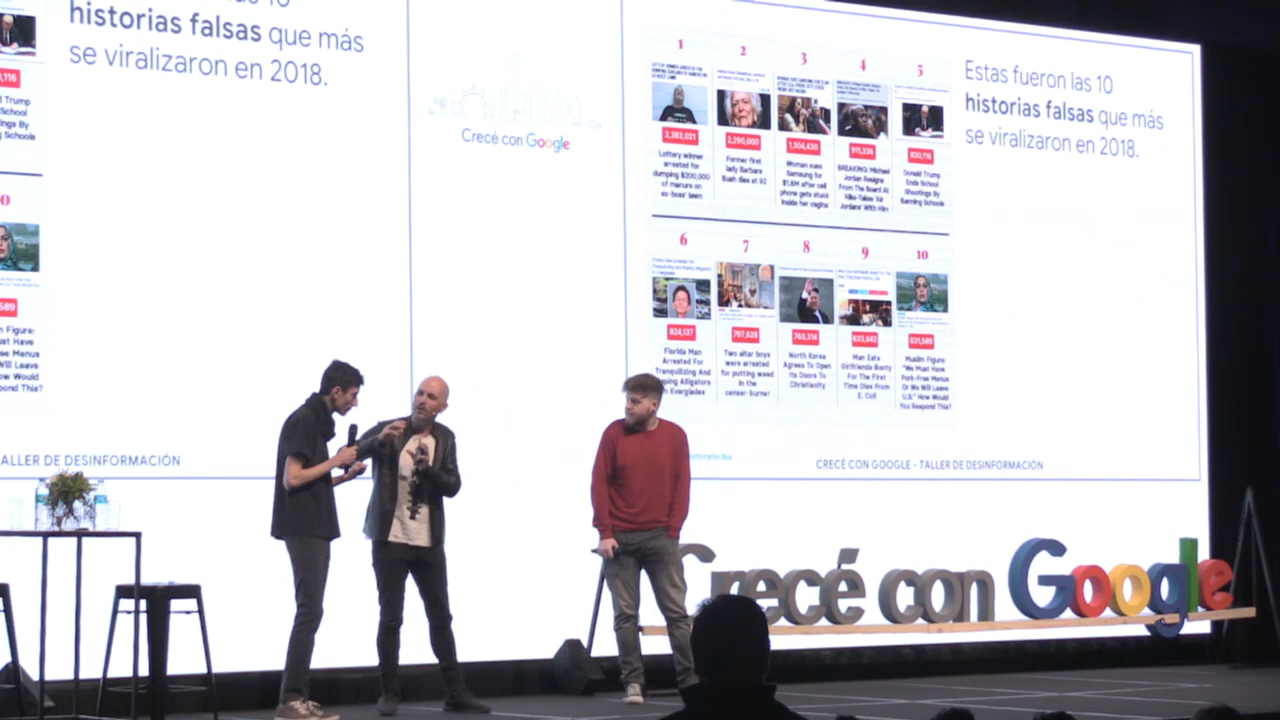 historias falsas que más
se viralizaron en 2018.
Trump
School
ngs By
Schools
ALLER DE DESINFORMACIÓN
Crecé con Google
1
2
3
4
5
2,383,021
2,290,000
1,304,430
911,336
830,116
Lottery winner
arrested for
dumping $200,000
of manure on
ex-boss' lawn
Former first
lady Barbara
Bush dies at 92
Woman sues
Samsung for
$1.8M after cell
phone gets stuck
inside her vagina
BREAKING: Michael
Jordan Resigns
From The Board At
Nike-Takes 'Air
Jordans' With Him
Donald Trump
Ends School
Shootings By
Banning Schools
6
7
8
9
10
824,137
797,628
760,314
633,642
631,589
Florida Man
Arrested For
Tranquilizing And
ping Alligators
Everglades
Two altar boys
were arrested
for putting weed
in the
censer-burner
North Korea
Agrees To Open
Its Doors To
Christianity
Man Eats
Girlfriends Booty
For The First
Time Dies From
E. Coli
Muslim Figure:
"We Must Have
Pork-Free Menus
Or We Will Leave
U.S." How Would
You Respond This?
Estas fueron las 10
historias falsas que más
se viralizaron en 2018.
CRECÉ CON GOOGLE - TALLER DE DESINFORMACIÓN
Crecé con Google